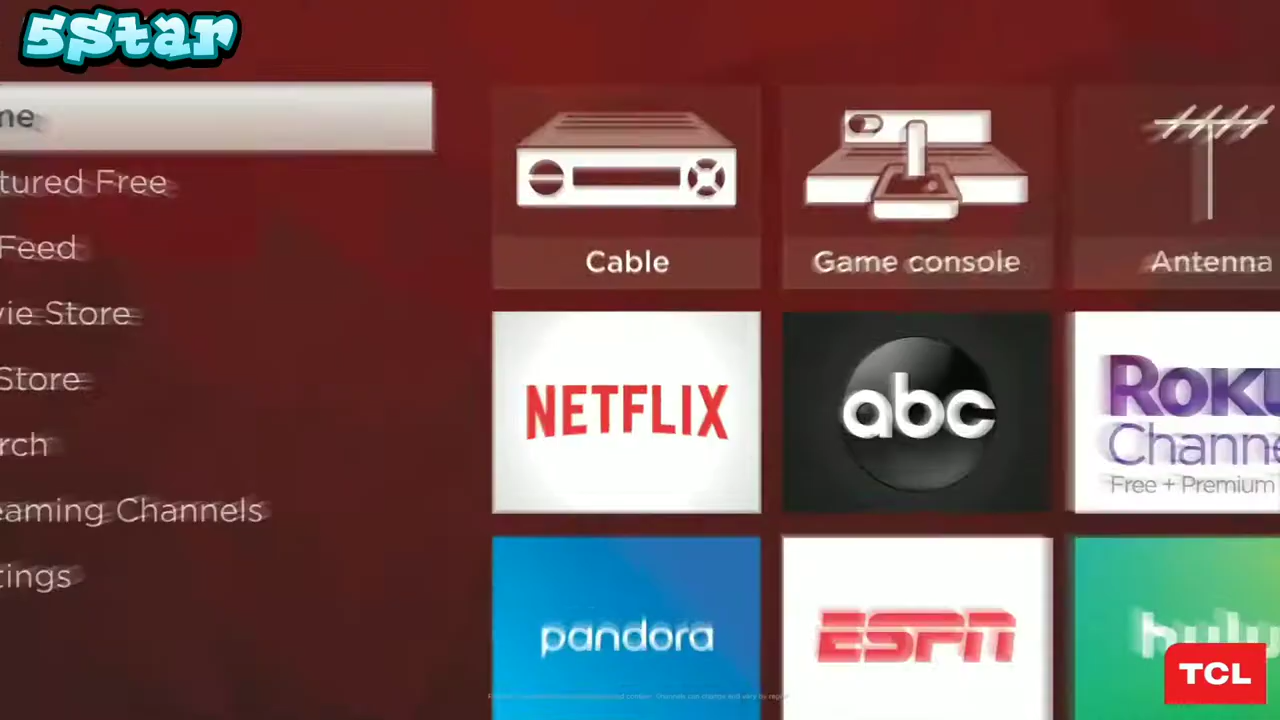 5Star
me
tured Free
Feed
vie Store
Store
rch
eaming Channels
tings
Cable
Game console
Antenna
NETFLIX
abc
Roku
Channe
Free + Premium
pandora
ESPN
hulu
TCL